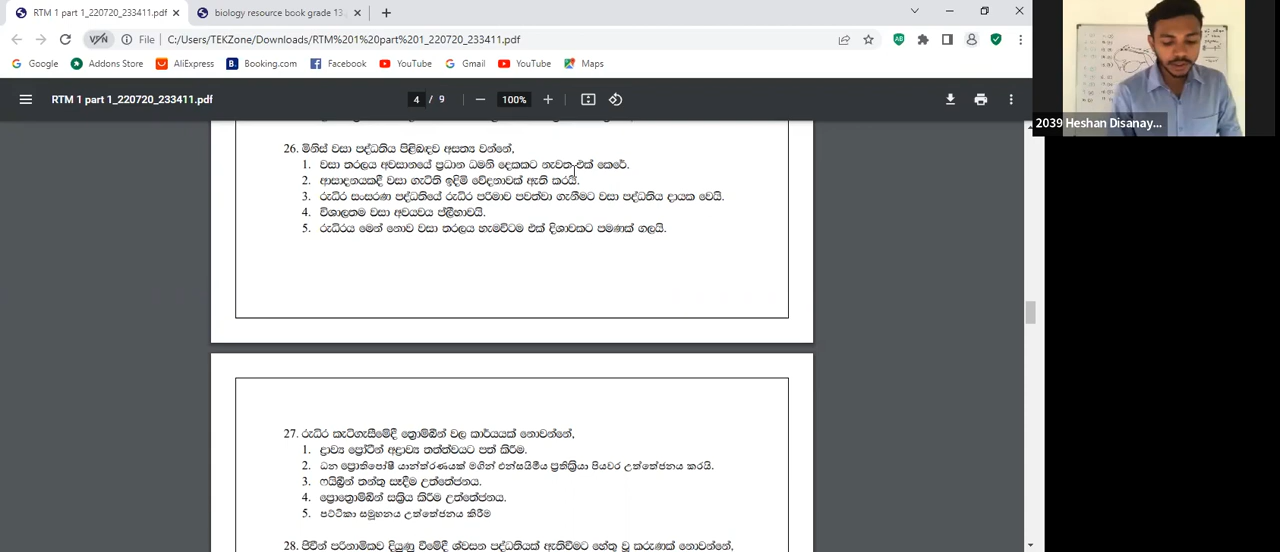 RTM 1 part 1_220720_233411.pdf
biology resource book grade 13
File C:/Users/TEKZone/Downloads/RTM%201%20part%201_220720_233411.pdf
Google Addons Store AliExpress Booking.com Facebook YouTube Gmail YouTube Maps
RTM 1 part 1_220720_233411.pdf 4 / 9 100%
2039 Heshan Disanay...
26. මිනිස් වසා පද්ධතිය පිළිබඳව අසත්‍ය වන්නේ,
1. වසා තරලය අවසානයේ ප්‍රධාන ධමනි දෙකකට නැවත එක් කෙරේ.
2. ආසාදනයකදී වසා ගැටිති ඉදිමී වේදනාවක් ඇති කරයි.
3. රුධිර සංසරණ පද්ධතියේ රුධිර පරිමාව පවත්වා ගැනීමට වසා පද්ධතිය දායක වෙයි.
4. විශාලතම වසා අවයවය ප්ලීහාවයි.
5. රුධිරය මෙන් නොව වසා තරලය හැමවිටම එක් දිශාවකට පමණක් ගලයි.
27. රුධිර කැටිගැසීමේදී ත්‍රොම්බින් වල කාර්යයක් නොවන්නේ,
1. ද්‍රාව්‍ය ප්‍රෝටීන් අද්‍රාව්‍ය තත්ත්වයට පත් කිරීම.
2. ධන ප්‍රතිපෝෂී යාන්ත්‍රණයක් මගින් එන්සයිමීය ප්‍රතික්‍රියා පියවර උත්තේජනය කරයි.
3. ෆයිබ්‍රින් තන්තු සෑදීම උත්තේජනය.
4. ප්‍රොත්‍රොම්බින් සක්‍රිය කිරීම උත්තේජනය.
5. පට්ටිකා සමූහනය උත්තේජනය කිරීම
28. ජීවීන් පරිනාමිකව දියුණු වීමේදී ශ්වසන පද්ධතියක් ඇතිවීමට හේතු වූ කරුණක් නොවන්නේ,